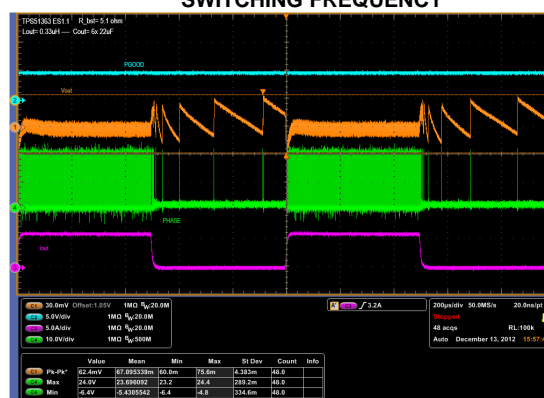 SWITCHING FREQUENCY
TPS51363 ES1.1 R_bst= 5.1 ohm
Lout= 0.33uH ---- Cout= 6x 22uF
PGOOD
Vout
PHASE
Iout
C1 30.0mV Offset:1.05V 1MΩ BW:20.0M
C2 5.0V/div 1MΩ BW:20.0M
C3 5.0A/div 1MΩ BW:20.0M
C4 10.0V/div 1MΩ BW:500M
A' C3 3.2A
200μs/div 50.0MS/s 20.0ns/pt
Stopped
48 acqs RL:100k
Auto December 13, 2012
Value Mean Min Max St Dev Count Info
C1 Pk-Pk* 62.4mV 67.095339m 60.0m 75.6m 4.383m 48.0
C4 Max 24.0V 23.696092 23.2 24.4 289.2m 48.0
C4 Min -6.4V -5.4305542 -6.4 -4.8 334.6m 48.0